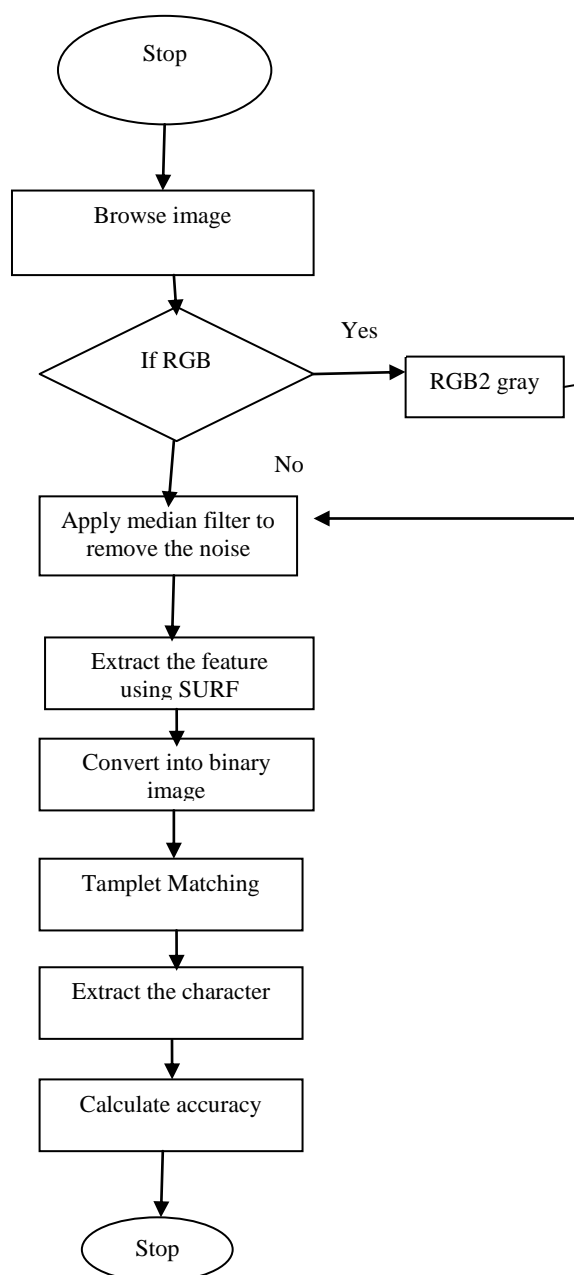 Stop
Browse image
If RGB
Yes
RGB2 gray
No
Apply median filter to
remove the noise
Extract the feature
using SURF
Convert into binary
image
Tamplet Matching
Extract the character
Calculate accuracy
Stop